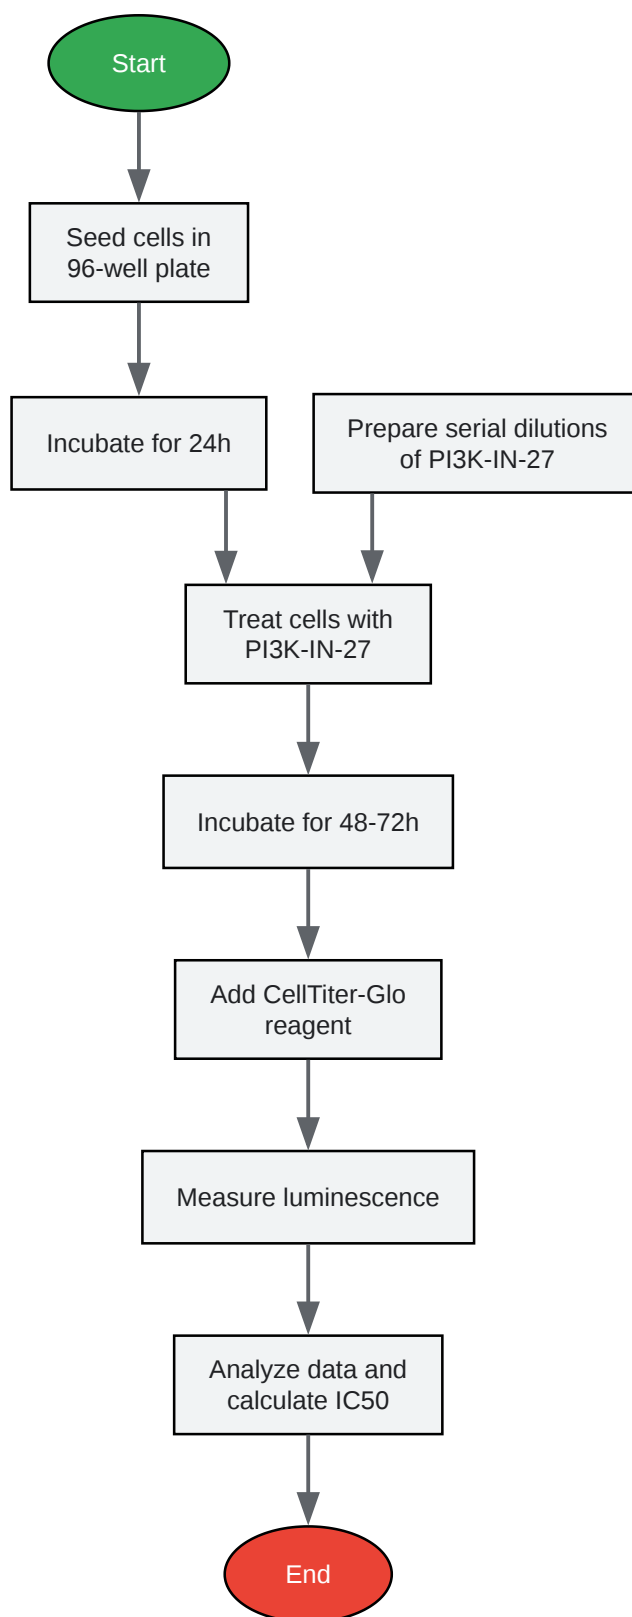 Start
Seed cells in
96-well plate
Incubate for 24h
Prepare serial dilutions
of PI3K-IN-27
Treat cells with
PI3K-IN-27
Incubate for 48-72h
Add CellTiter-Glo
reagent
Measure luminescence
Analyze data and
calculate IC50
End